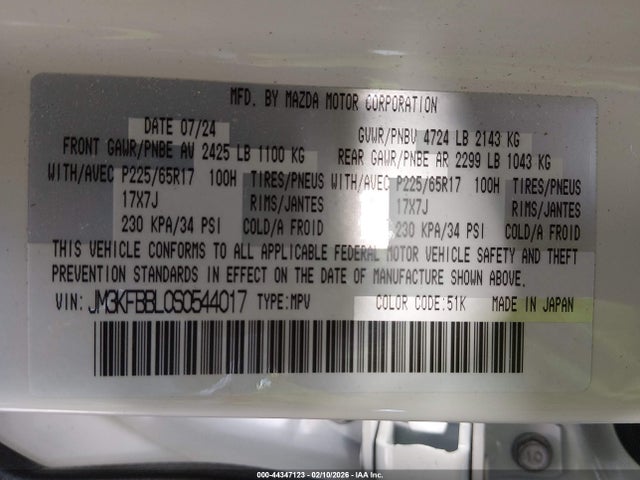 MFD. BY MAZDA MOTOR CORPORATION
DATE 07/24 GVWR/PNBV 4724 LB 2143 KG
FRONT GAWR/PNBE AV 2425 LB 1100 KG REAR GAWR/PNBE AR 2299 LB 1043 KG
WITH/AVEC P225/65R17 100H TIRES/PNEUS WITH/AVEC P225/65R17 100H TIRES/PNEUS
17X7J RIMS/JANTES 17X7J RIMS/JANTES
230 KPA/34 PSI COLD/A FROID 230 KPA/34 PSI COLD/A FROID
THIS VEHICLE CONFORMS TO ALL APPLICABLE FEDERAL MOTOR VEHICLE SAFETY AND THEFT
PREVENTION STANDARDS IN EFFECT ON THE DATE OF MANUFACTURE SHOWN ABOVE.
VIN: JM3KFBBL0S0544017 TYPE:MPV COLOR CODE:51K MADE IN JAPAN
000-44347123 - 02/10/2026 - © IAA, Inc.